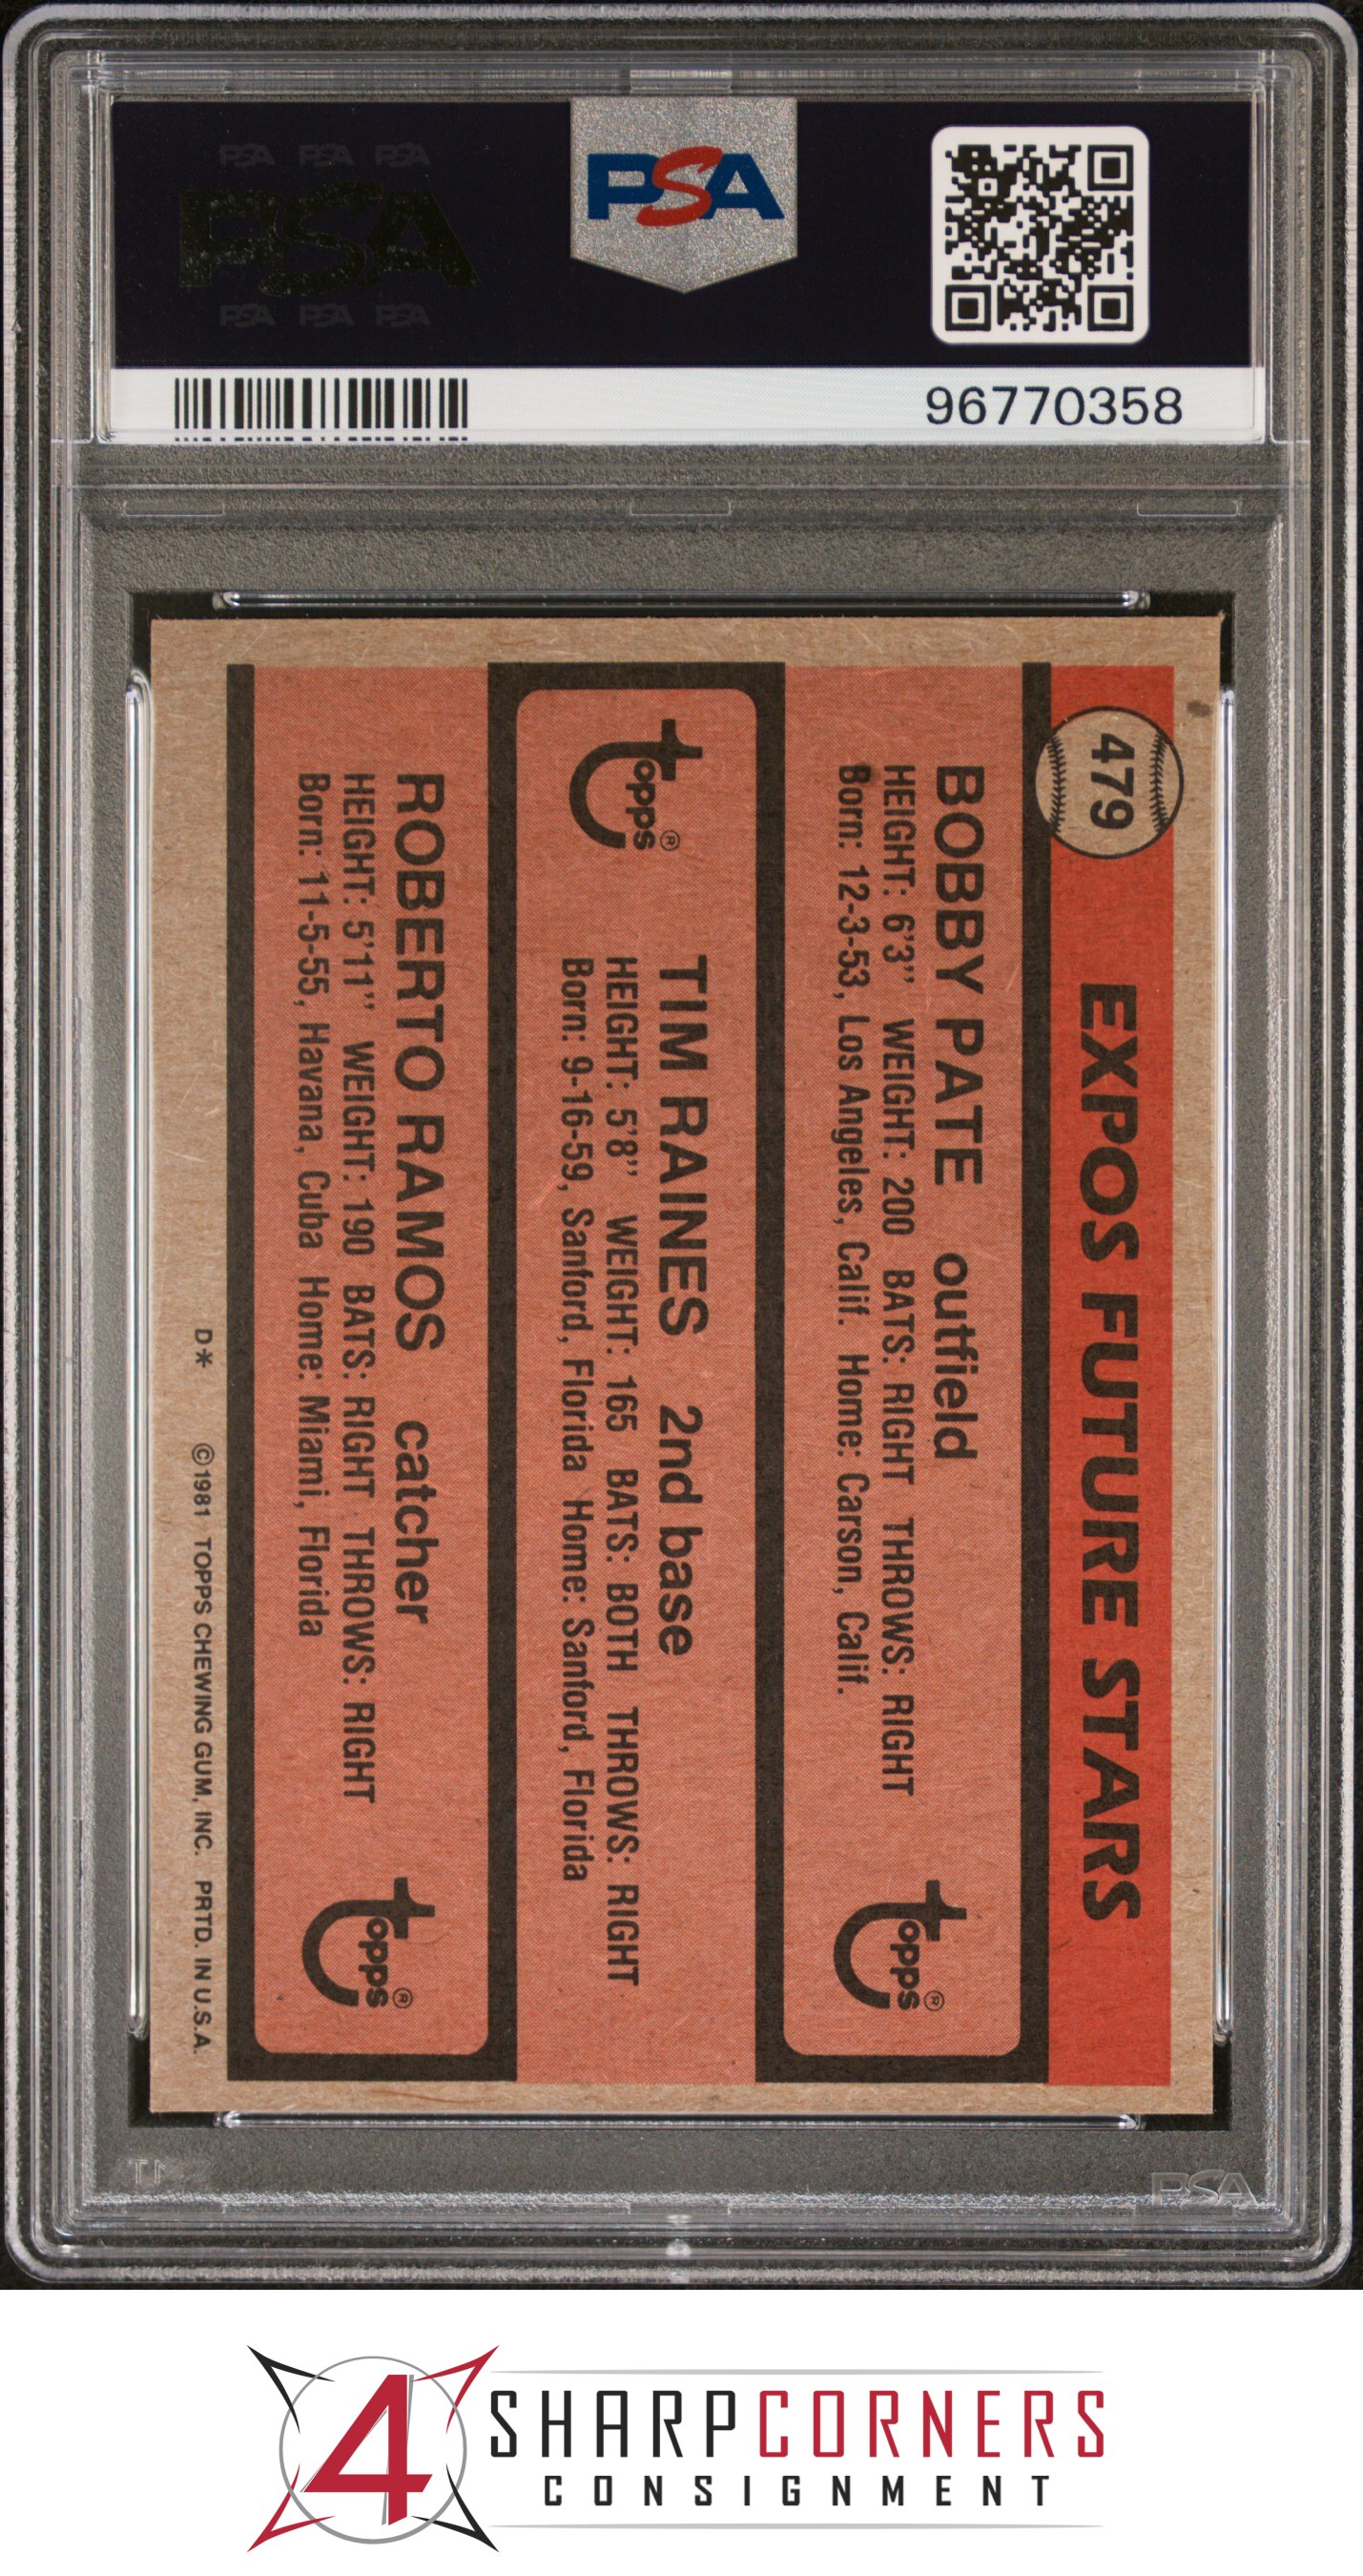 PSA PSA PSA
PSA
PSA PSA PSA
PSA
96770358
479
EXPOS FUTURE STARS
BOBBY PATE outfield
HEIGHT: 6'3" WEIGHT: 200 BATS: RIGHT THROWS: RIGHT
Born: 12-3-53, Los Angeles, Calif. Home: Carson, Calif.
topps®
topps®
TIM RAINES 2nd base
HEIGHT: 5'8" WEIGHT: 165 BATS: BOTH THROWS: RIGHT
Born: 9-16-59, Sanford, Florida Home: Sanford, Florida
ROBERTO RAMOS catcher
HEIGHT: 5'11" WEIGHT: 190 BATS: RIGHT THROWS: RIGHT
Born: 11-5-55, Havana, Cuba Home: Miami, Florida
topps®
D* ©1981 TOPPS CHEWING GUM, INC. PRTD. IN U.S.A.
PSA
4 SHARPCORNERS
CONSIGNMENT